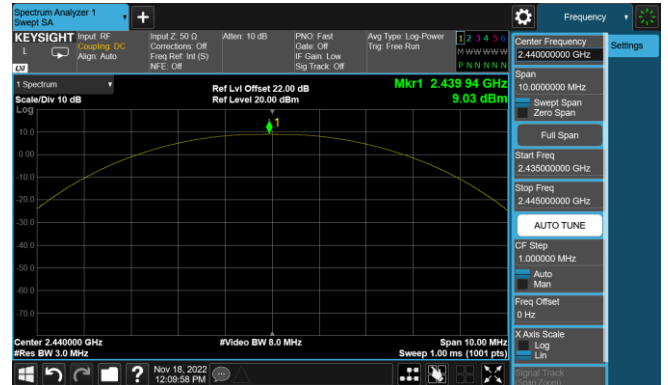 Spectrum Analyzer 1
Swept SA
+
Frequency
KEYSIGHT
L
LXI
Input: RF
Coupling: DC
Align: Auto
Input Z: 50 Ω
Corrections: Off
Freq Ref: Int (S)
NFE: Off
Atten: 10 dB
PNO: Fast
Gate: Off
IF Gain: Low
Sig Track: Off
Avg Type: Log-Power
Trig: Free Run
1 2 3 4 5 6
M W W W W W
P N N N N N
Center Frequency
2.440000000 GHz
Settings
Span
10.0000000 MHz
Swept Span
Zero Span
Full Span
Start Freq
2.435000000 GHz
Stop Freq
2.445000000 GHz
AUTO TUNE
CF Step
1.000000 MHz
Auto
Man
Freq Offset
0 Hz
X Axis Scale
Log
Lin
Signal Track
(Span Zoom)
1 Spectrum
Scale/Div 10 dB
Log
Ref Lvl Offset 22.00 dB
Ref Level 20.00 dBm
Mkr1 2.439 94 GHz
9.03 dBm
1
10.0
0.00
-10.0
-20.0
-30.0
-40.0
-50.0
-60.0
-70.0
Center 2.440000 GHz
#Res BW 3.0 MHz
#Video BW 8.0 MHz
Span 10.00 MHz
Sweep 1.00 ms (1001 pts)
?
Nov 18, 2022
12:09:58 PM